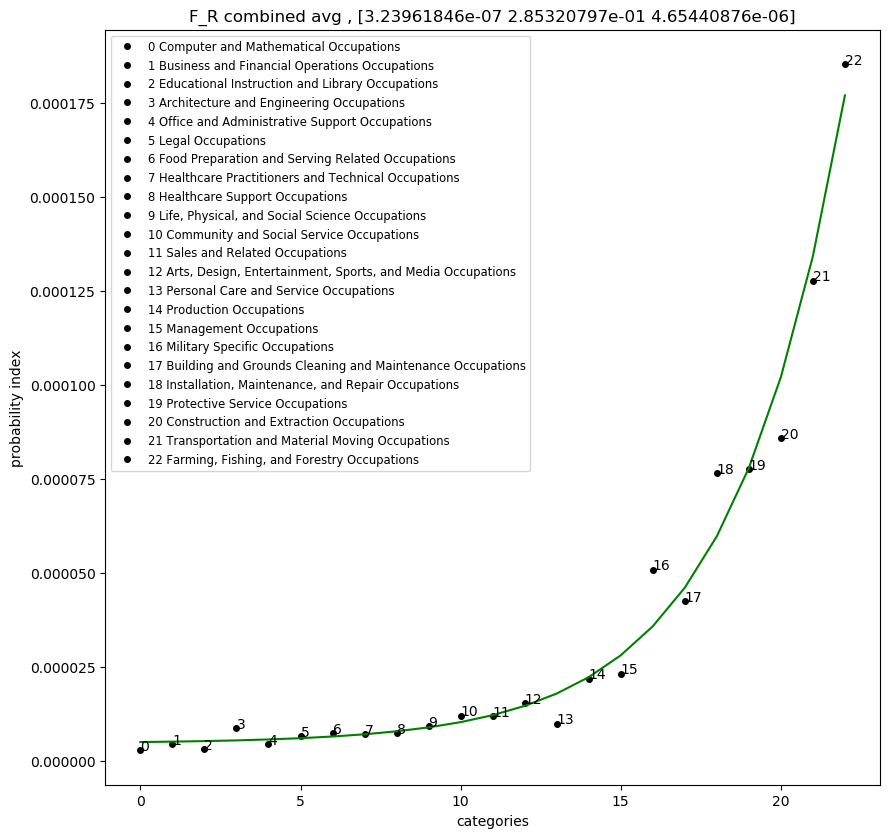 F_R combined avg , [3.23961846e-07 2.85320797e-01 4.65440876e-06]
0 Computer and Mathematical Occupations
1 Business and Financial Operations Occupations
2 Educational Instruction and Library Occupations
3 Architecture and Engineering Occupations
4 Office and Administrative Support Occupations
5 Legal Occupations
6 Food Preparation and Serving Related Occupations
7 Healthcare Practitioners and Technical Occupations
8 Healthcare Support Occupations
9 Life, Physical, and Social Science Occupations
10 Community and Social Service Occupations
11 Sales and Related Occupations
12 Arts, Design, Entertainment, Sports, and Media Occupations
13 Personal Care and Service Occupations
14 Production Occupations
15 Management Occupations
16 Military Specific Occupations
17 Building and Grounds Cleaning and Maintenance Occupations
18 Installation, Maintenance, and Repair Occupations
19 Protective Service Occupations
20 Construction and Extraction Occupations
21 Transportation and Material Moving Occupations
22 Farming, Fishing, and Forestry Occupations
probability index
0.000175
0.000150
0.000125
0.000100
0.000075
0.000050
0.000025
0.000000
0
1
2
3
4
5
6
7
8
9
10
11
12
13
14
15
16
17
18
19
20
21
22
0 5 10 15 20
categories